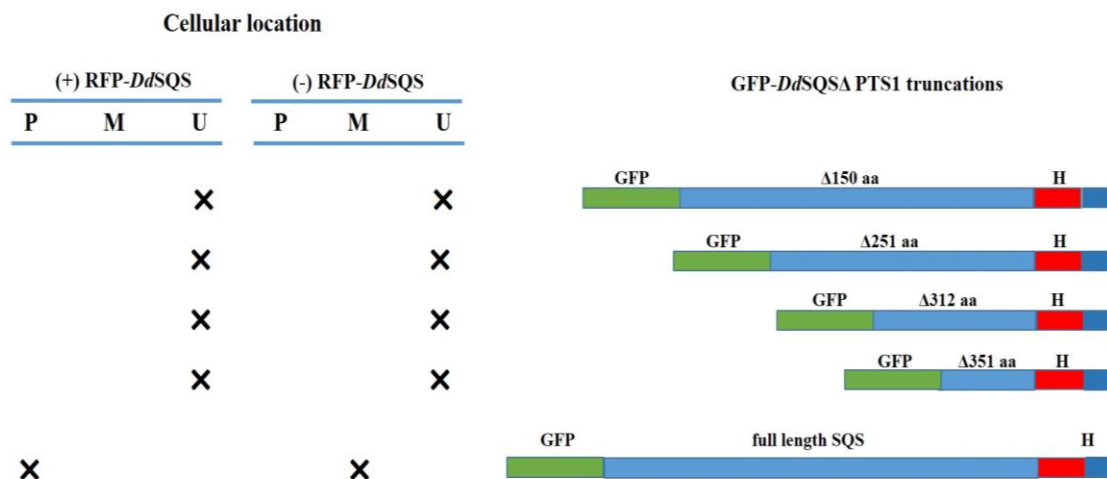 Cellular location
(+) RFP-DdSQS (-) RFP-DdSQS
GFP-DdSQSΔ PTS1 truncations
P M U P M U
GFP Δ150 aa H
GFP Δ251 aa H
GFP Δ312 aa H
GFP Δ351 aa H
GFP full length SQS H